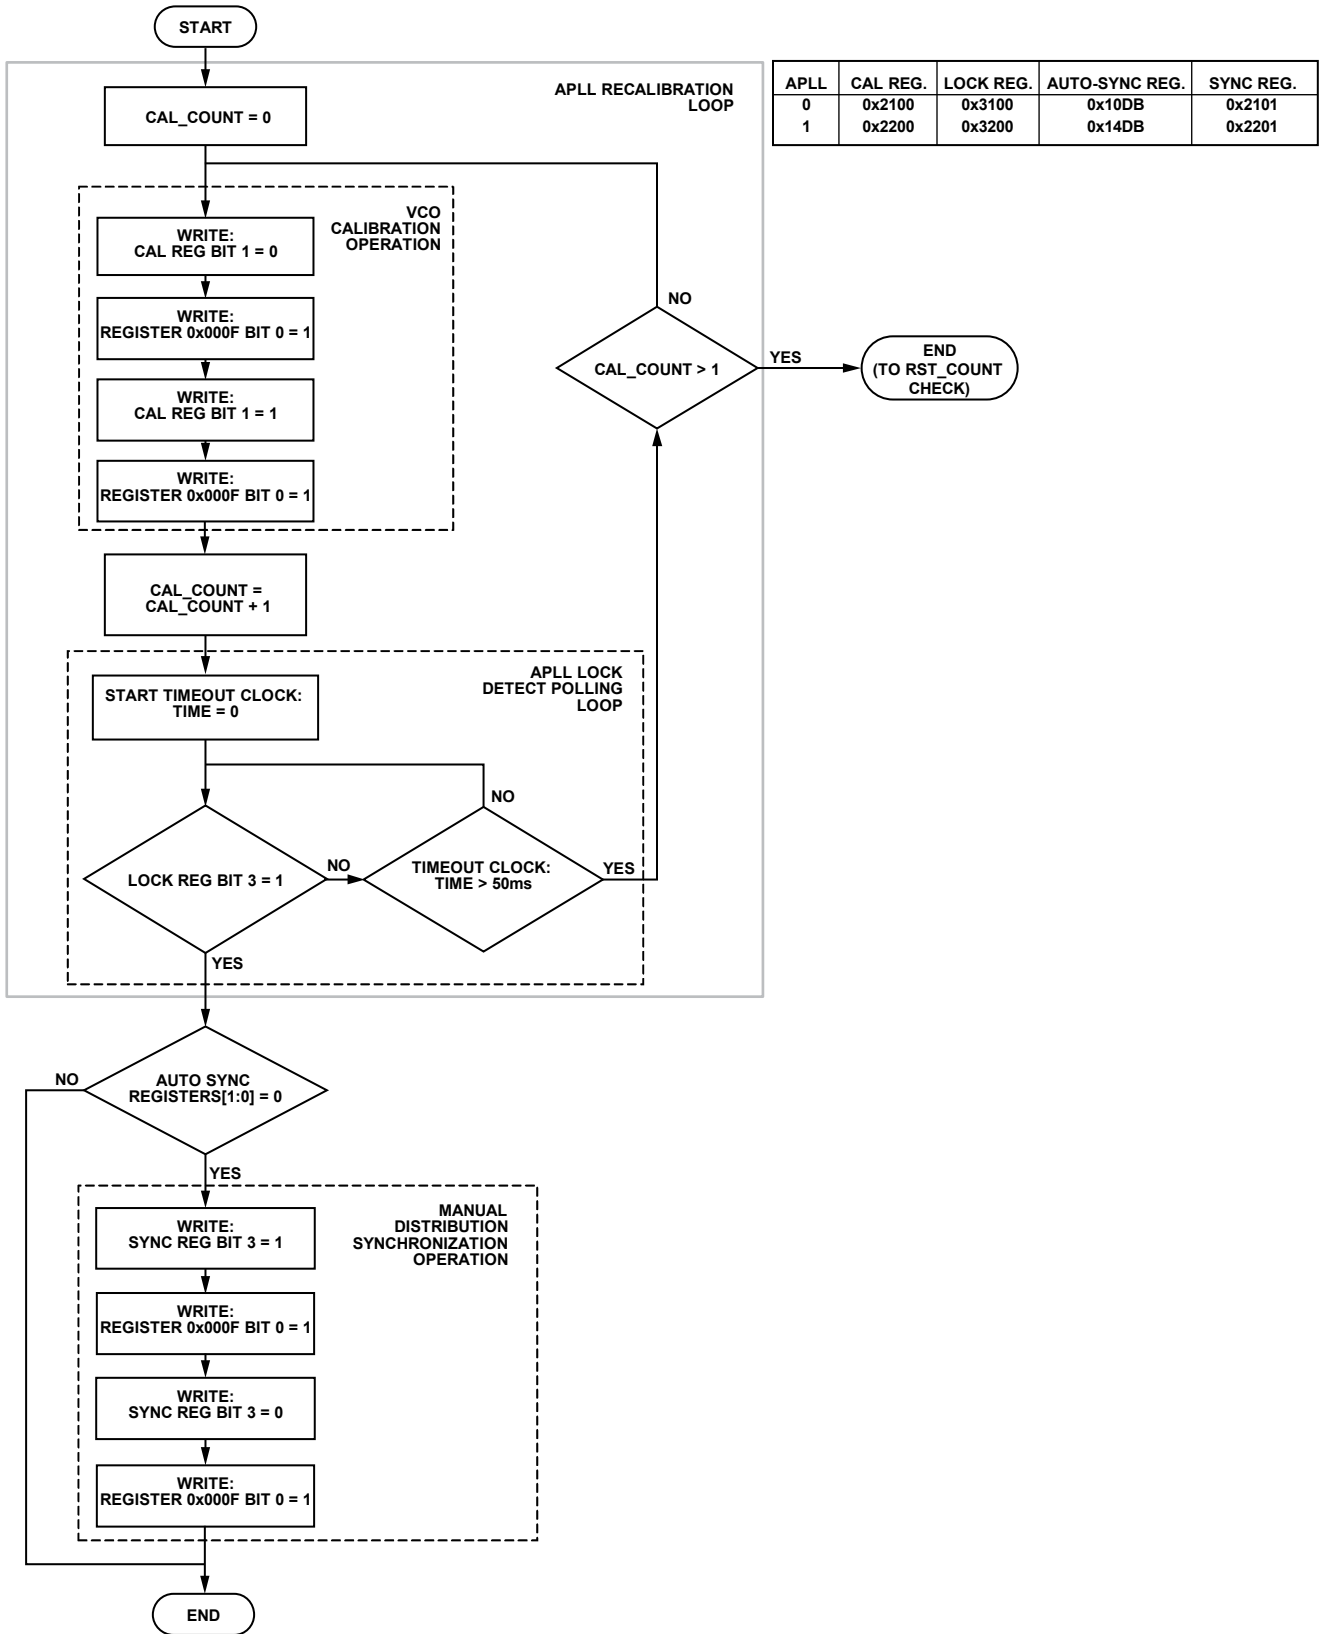 START
APLL RECALIBRATION
LOOP
APLL CAL REG. LOCK REG. AUTO-SYNC REG. SYNC REG.
0 0x2100 0x3100 0x10DB 0x2101
1 0x2200 0x3200 0x14DB 0x2201
CAL_COUNT = 0
VCO
CALIBRATION
OPERATION
WRITE:
CAL REG BIT 1 = 0
WRITE:
REGISTER 0x000F BIT 0 = 1
WRITE:
CAL REG BIT 1 = 1
WRITE:
REGISTER 0x000F BIT 0 = 1
NO
CAL_COUNT > 1
YES
END
(TO RST_COUNT
CHECK)
CAL_COUNT =
CAL_COUNT + 1
APLL LOCK
DETECT POLLING
LOOP
START TIMEOUT CLOCK:
TIME = 0
NO
LOCK REG BIT 3 = 1
NO
TIMEOUT CLOCK:
TIME > 50ms
YES
YES
NO
AUTO SYNC
REGISTERS[1:0] = 0
YES
MANUAL
DISTRIBUTION
SYNCHRONIZATION
OPERATION
WRITE:
SYNC REG BIT 3 = 1
WRITE:
REGISTER 0x000F BIT 0 = 1
WRITE:
SYNC REG BIT 3 = 0
WRITE:
REGISTER 0x000F BIT 0 = 1
END